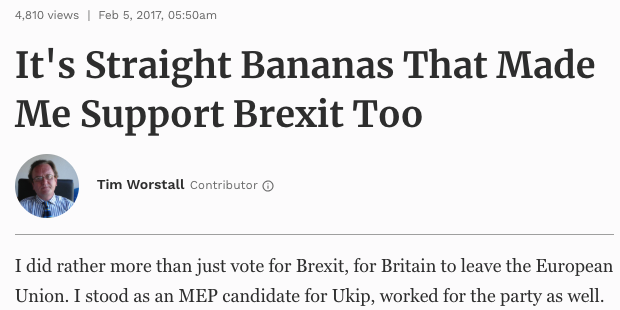 4,810 views | Feb 5, 2017, 05:50am
It's Straight Bananas That Made
Me Support Brexit Too
Tim Worstall Contributor
I did rather more than just vote for Brexit, for Britain to leave the European
Union. I stood as an MEP candidate for Ukip, worked for the party as well.